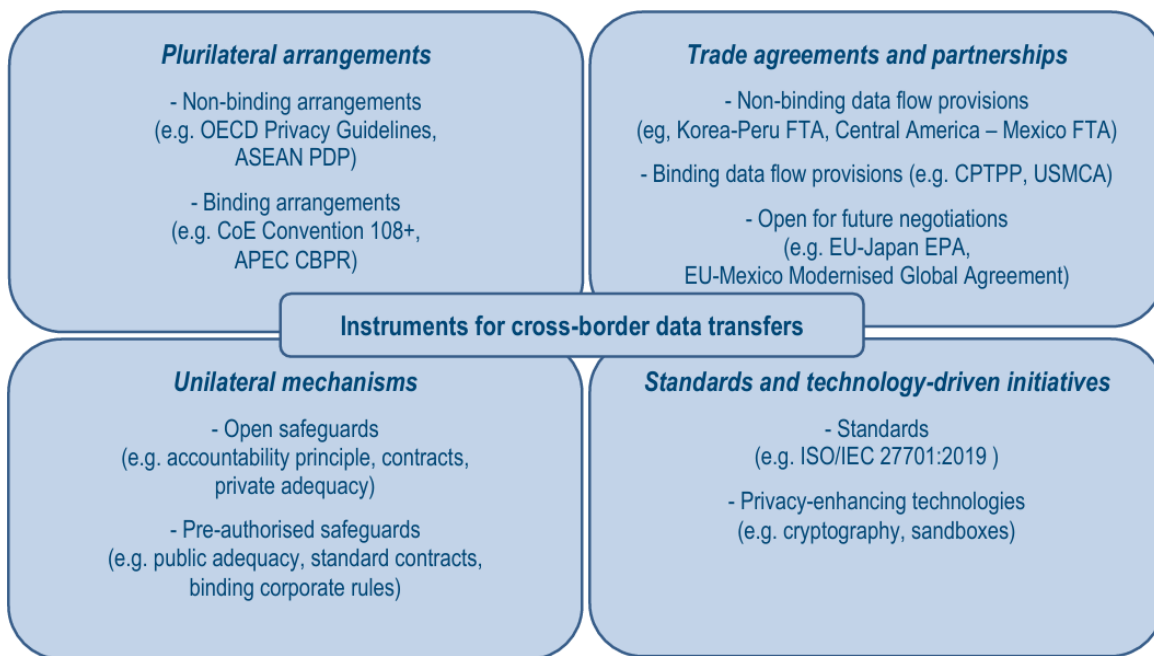 Plurilateral arrangements
- Non-binding arrangements
(e.g. OECD Privacy Guidelines,
ASEAN PDP)
- Binding arrangements
(e.g. CoE Convention 108+,
APEC CBPR)
Trade agreements and partnerships
- Non-binding data flow provisions
(eg, Korea-Peru FTA, Central America – Mexico FTA)
- Binding data flow provisions (e.g. CPTPP, USMCA)
- Open for future negotiations
(e.g. EU-Japan EPA,
EU-Mexico Modernised Global Agreement)
Instruments for cross-border data transfers
Unilateral mechanisms
- Open safeguards
(e.g. accountability principle, contracts,
private adequacy)
- Pre-authorised safeguards
(e.g. public adequacy, standard contracts,
binding corporate rules)
Standards and technology-driven initiatives
- Standards
(e.g. ISO/IEC 27701:2019 )
- Privacy-enhancing technologies
(e.g. cryptography, sandboxes)